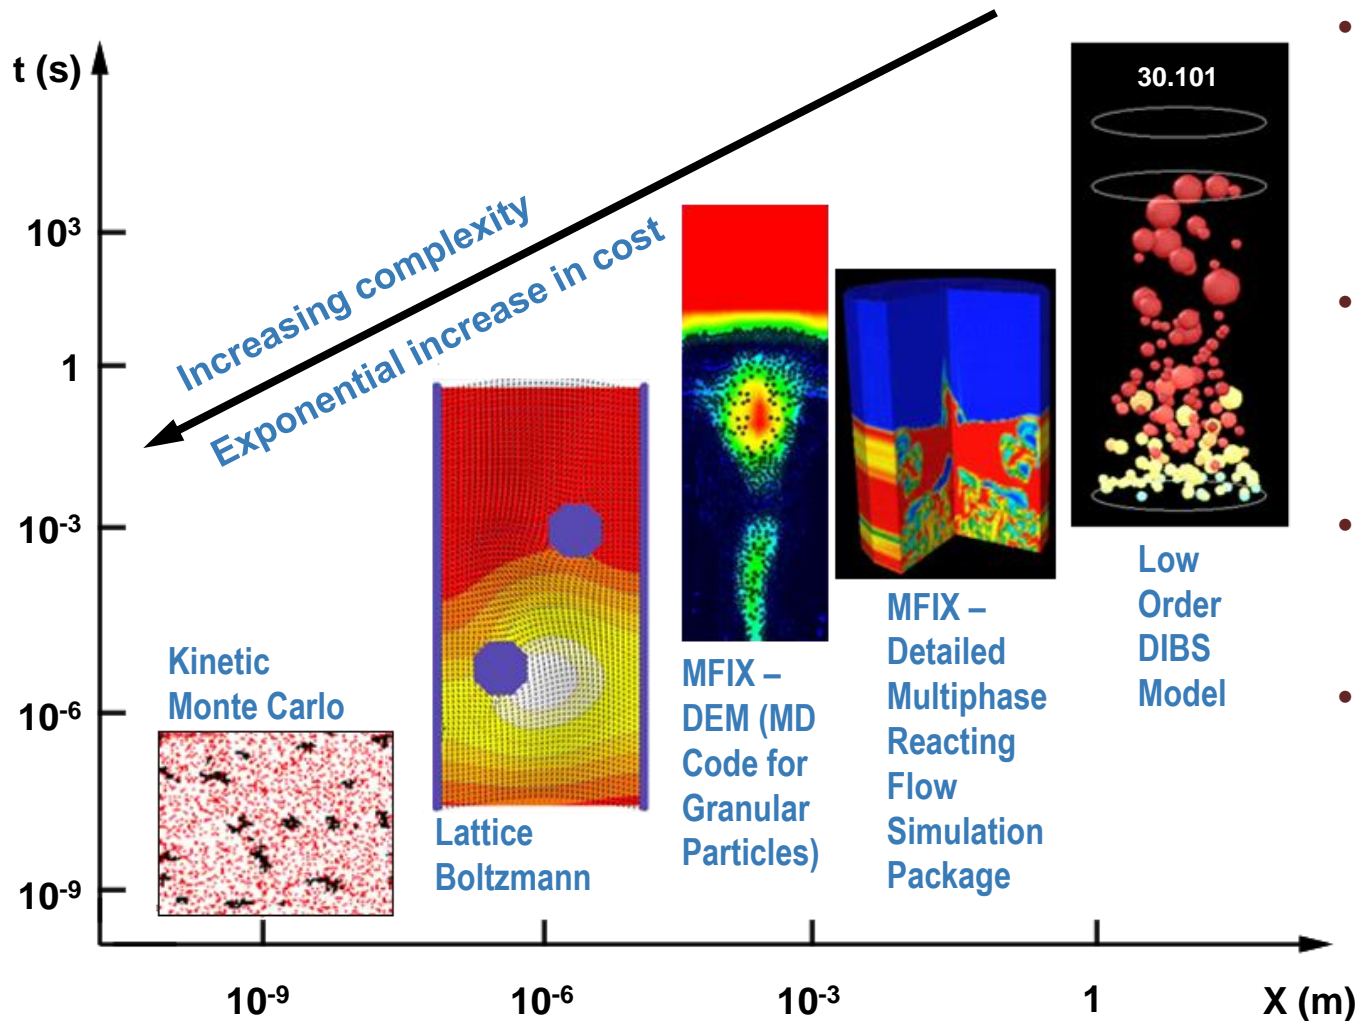 t (s)
30.101
10³
1
10⁻³
10⁻⁶
10⁻⁹
Increasing complexity
Exponential increase in cost
Kinetic
Monte Carlo
Lattice
Boltzmann
MFIX –
DEM (MD
Code for
Granular
Particles)
MFIX –
Detailed
Multiphase
Reacting
Flow
Simulation
Package
Low
Order
DIBS
Model
10⁻⁹
10⁻⁶
10⁻³
1
X (m)